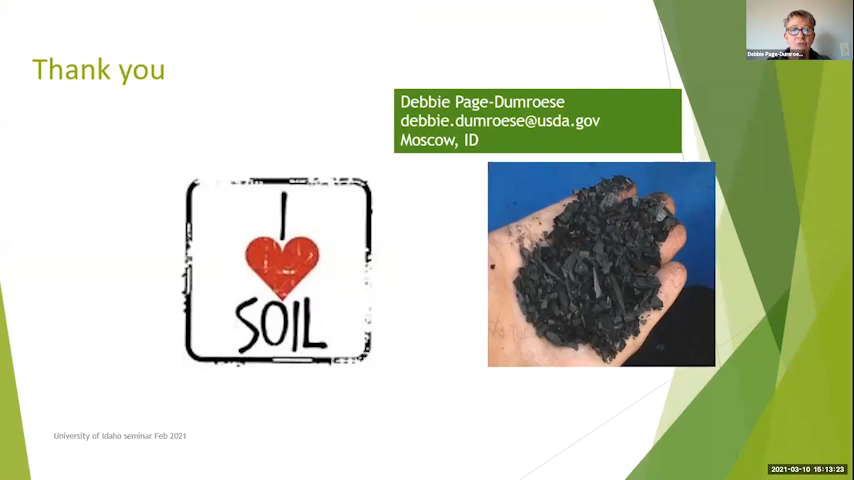 Debbie Page-Dumroe...
Thank you
Debbie Page-Dumroese
debbie.dumroese@usda.gov
Moscow, ID
I
SOIL
University of Idaho seminar Feb 2021
2021-03-10 15:13:23